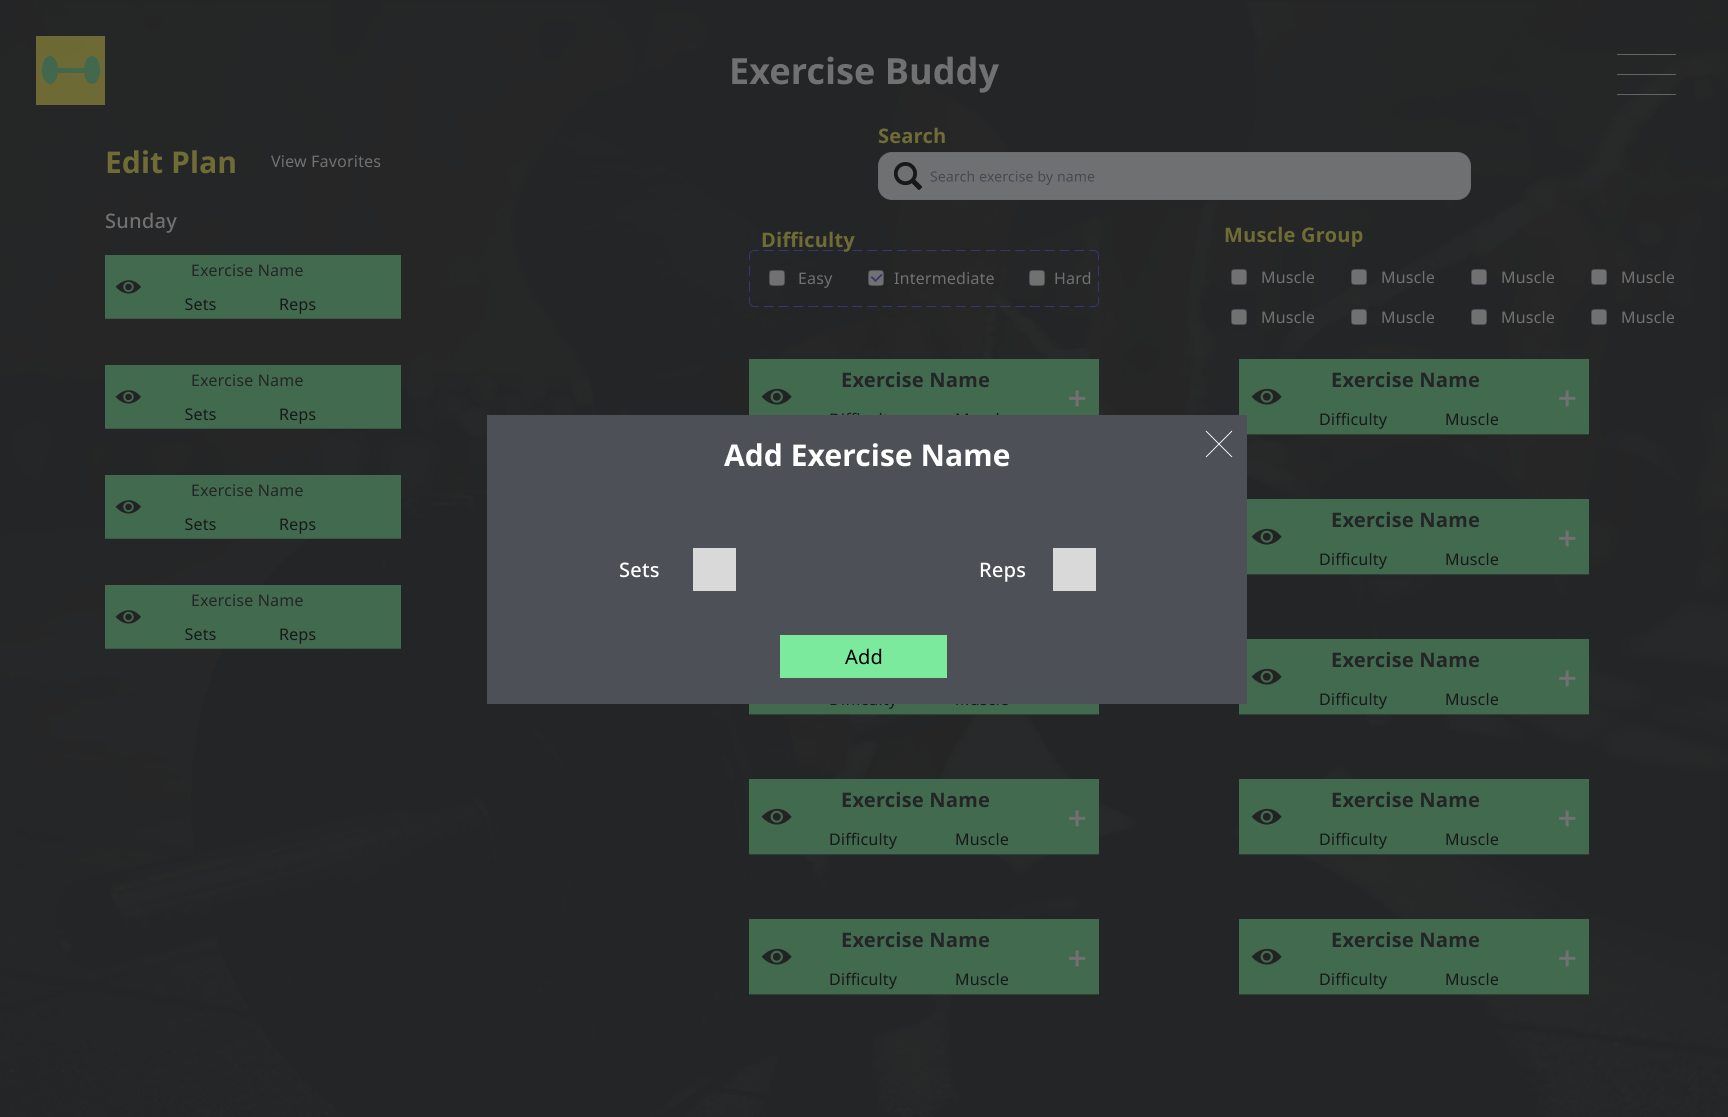 Exercise Buddy
Edit Plan
View Favorites
Sunday
Exercise Name
Sets Reps
Exercise Name
Sets Reps
Exercise Name
Sets Reps
Exercise Name
Sets Reps
Search
Search exercise by name
Difficulty
Easy Intermediate Hard
Muscle Group
Muscle Muscle Muscle Muscle
Muscle Muscle Muscle Muscle
Exercise Name
Difficulty Muscle
Exercise Name
Difficulty Muscle
Add Exercise Name
Sets
Reps
Add
Exercise Name
Difficulty Muscle
Difficulty Muscle
Exercise Name
Difficulty Muscle
Exercise Name
Difficulty Muscle
Exercise Name
Difficulty Muscle
Exercise Name
Difficulty Muscle
Exercise Name
Difficulty Muscle